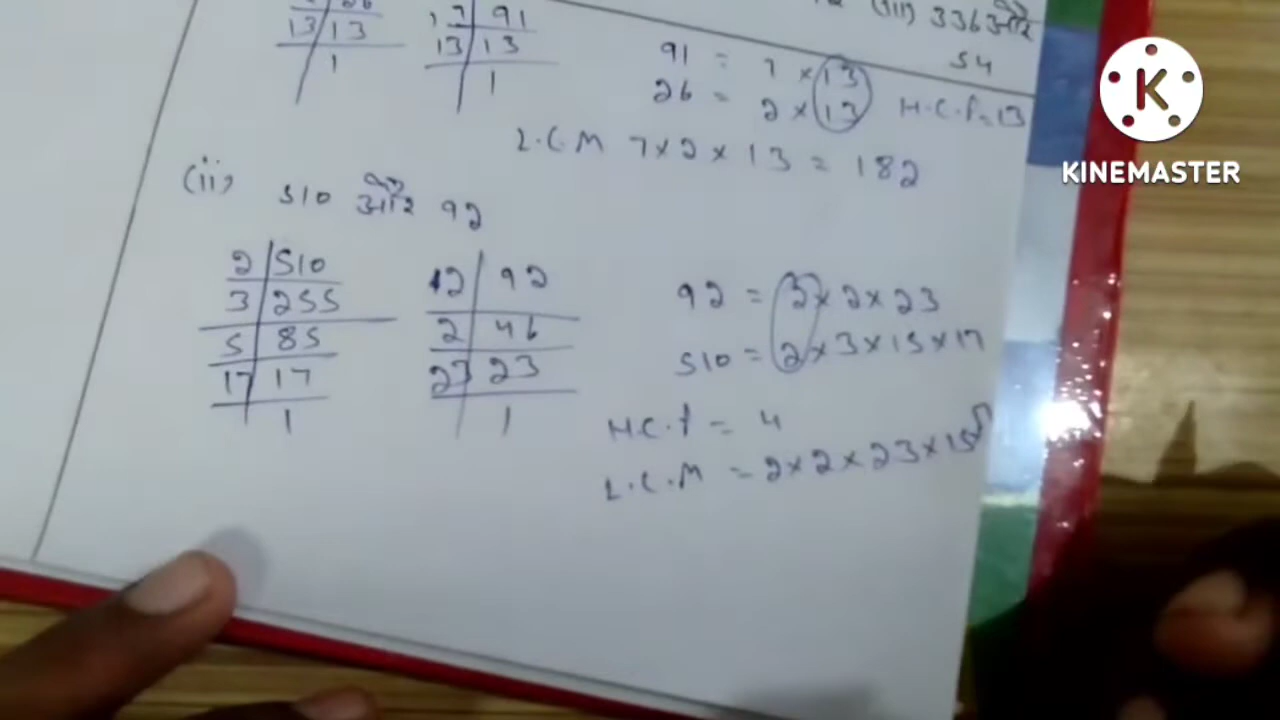 (iii) 336 और
54
13 13 7 91
1 13 13
1
91 = 7 × 13
26 = 2 × 13 H.C.f = 13
L.C.M 7 × 2 × 13 = 182
(ii) 510 और 92
2 510
3 255
5 85
17 17
1
2 92
2 46
23 23
1
92 = 2 × 2 × 23
510 = 2 × 3 × 15 × 17
H.C.f = 4
L.C.M = 2 × 2 × 23 × 15
K
KINEMASTER